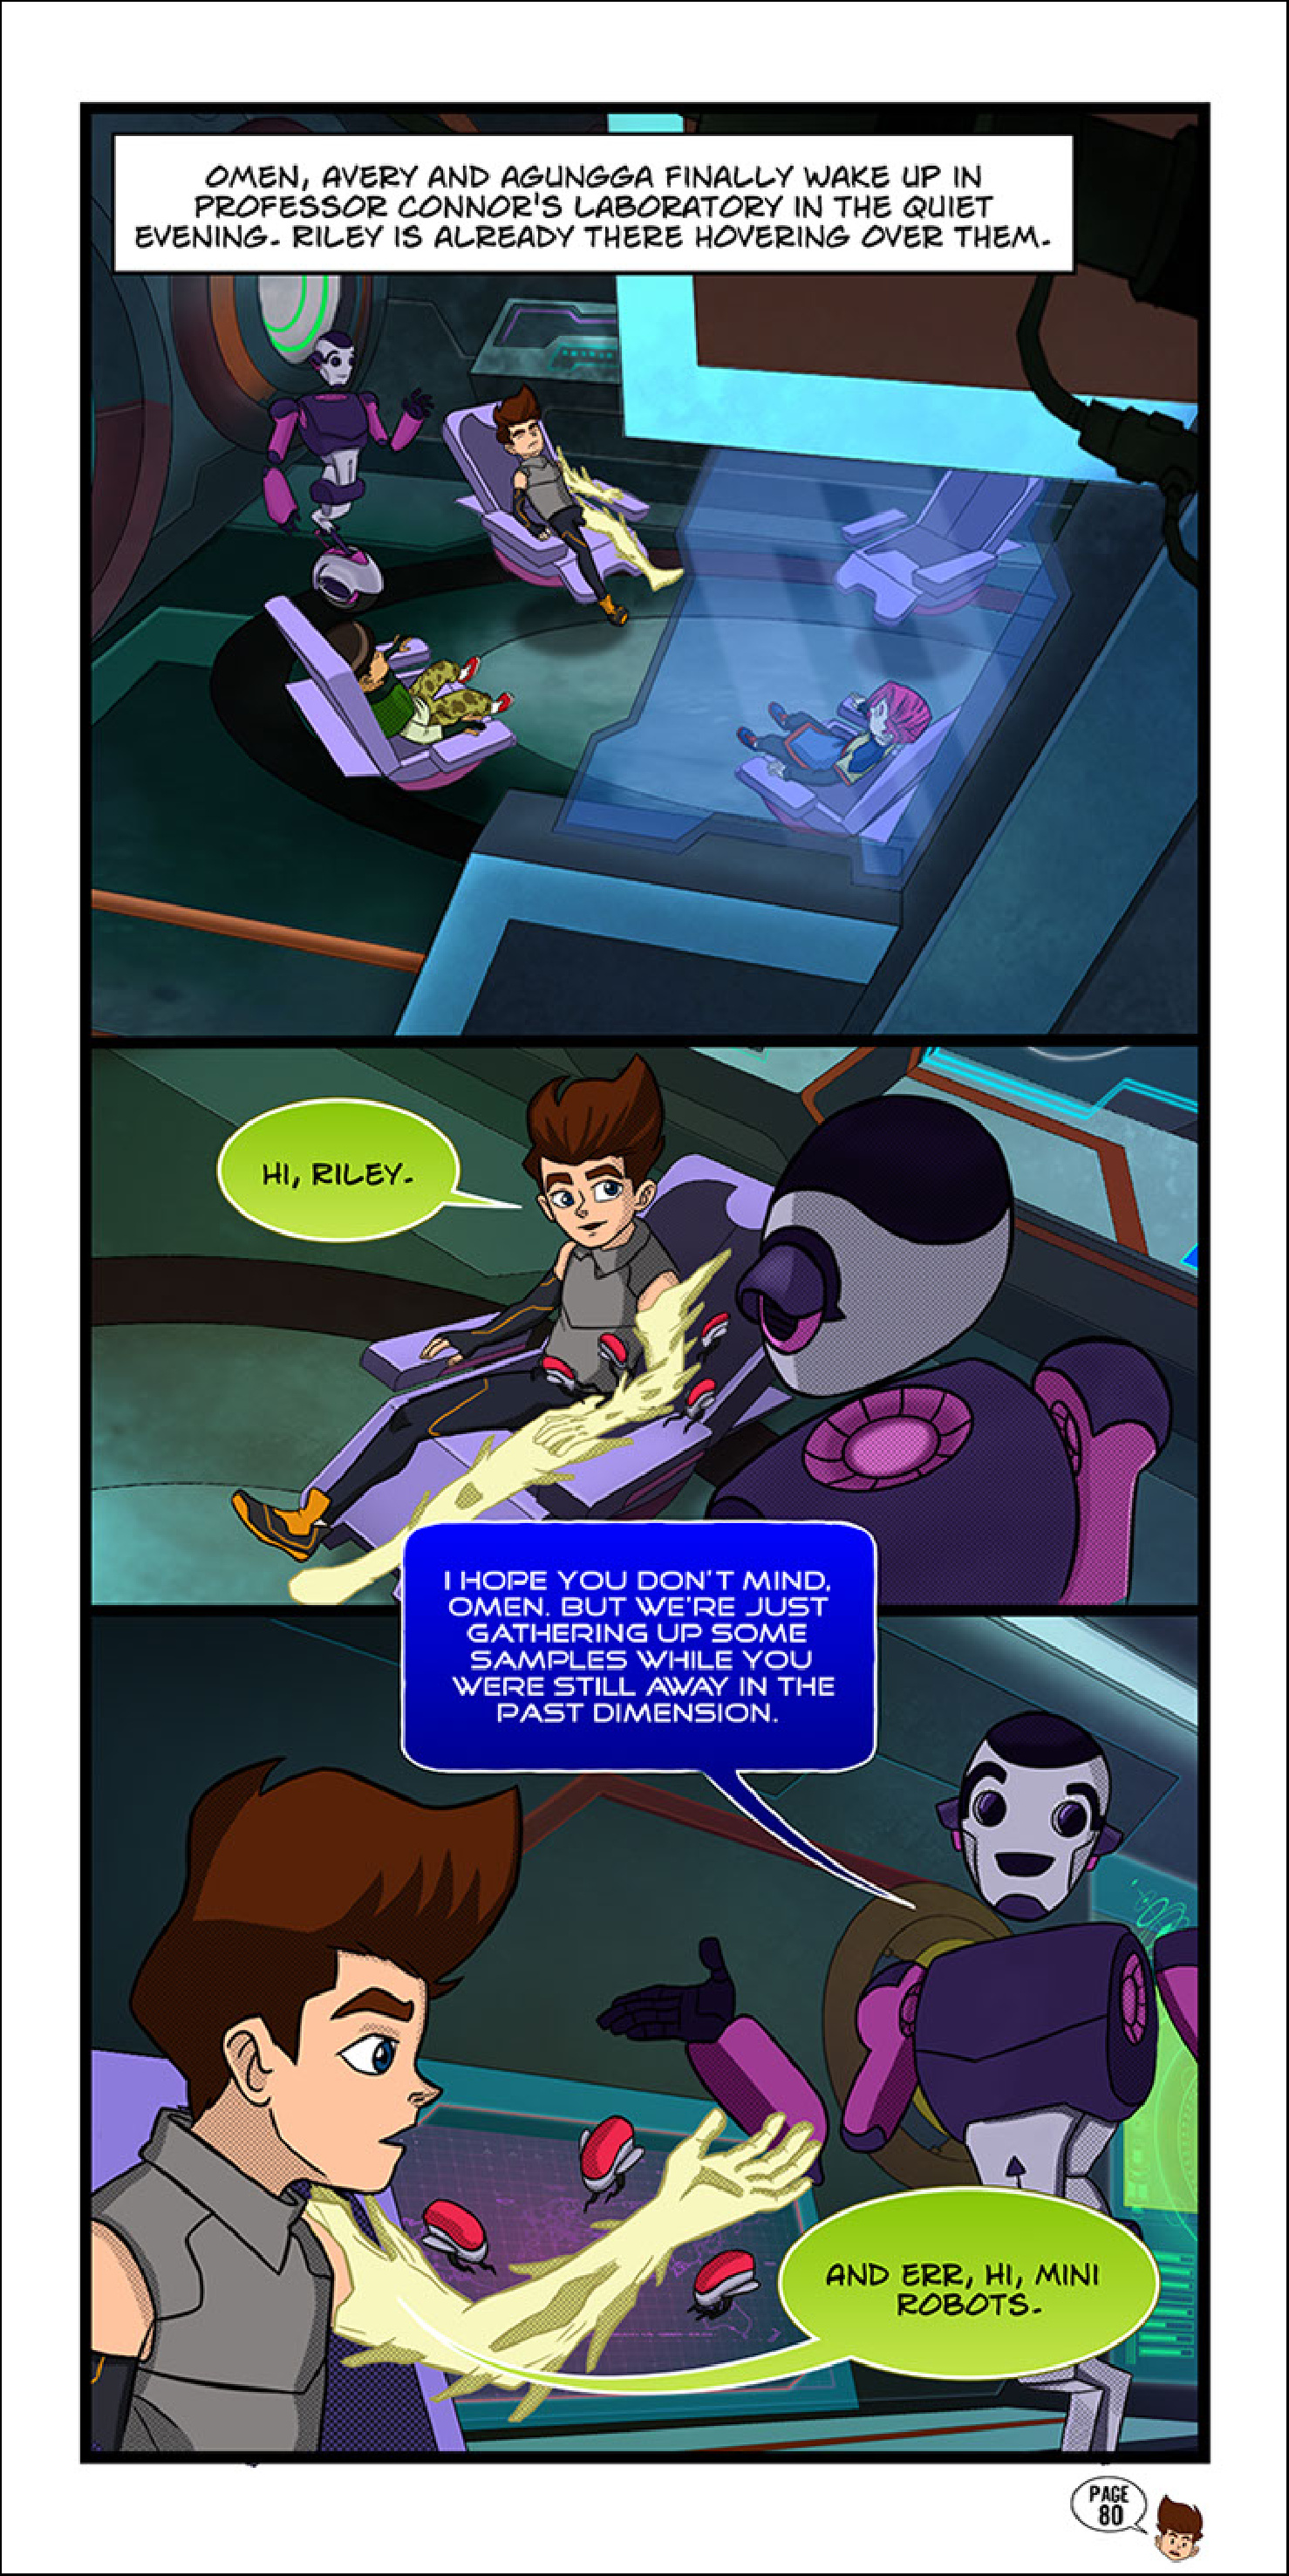 OMEN, AVERY AND AGUNGGA FINALLY WAKE UP IN
PROFESSOR CONNOR'S LABORATORY IN THE QUIET
EVENING. RILEY IS ALREADY THERE HOVERING OVER THEM.
HI, RILEY.
I HOPE YOU DON'T MIND,
OMEN. BUT WE'RE JUST
GATHERING UP SOME
SAMPLES WHILE YOU
WERE STILL AWAY IN THE
PAST DIMENSION.
AND ERR, HI, MINI
ROBOTS.
PAGE
80